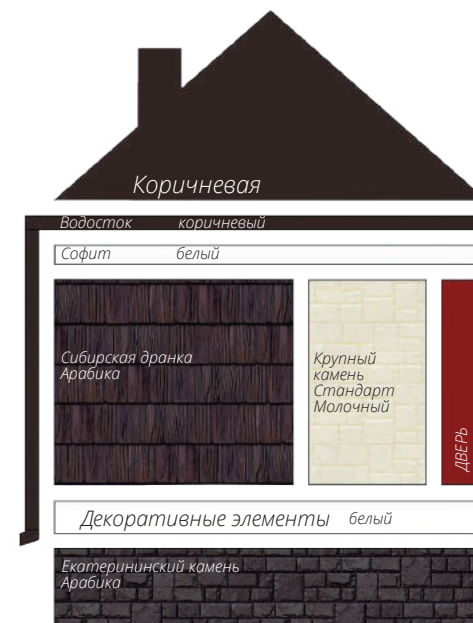 Коричневая
Водосток коричневый
Софит белый
Сибирская дранка
Арабика
Крупный
камень
Стандарт
Молочный
ДВЕРЬ
Декоративные элементы белый
Екатерининский камень
Арабика